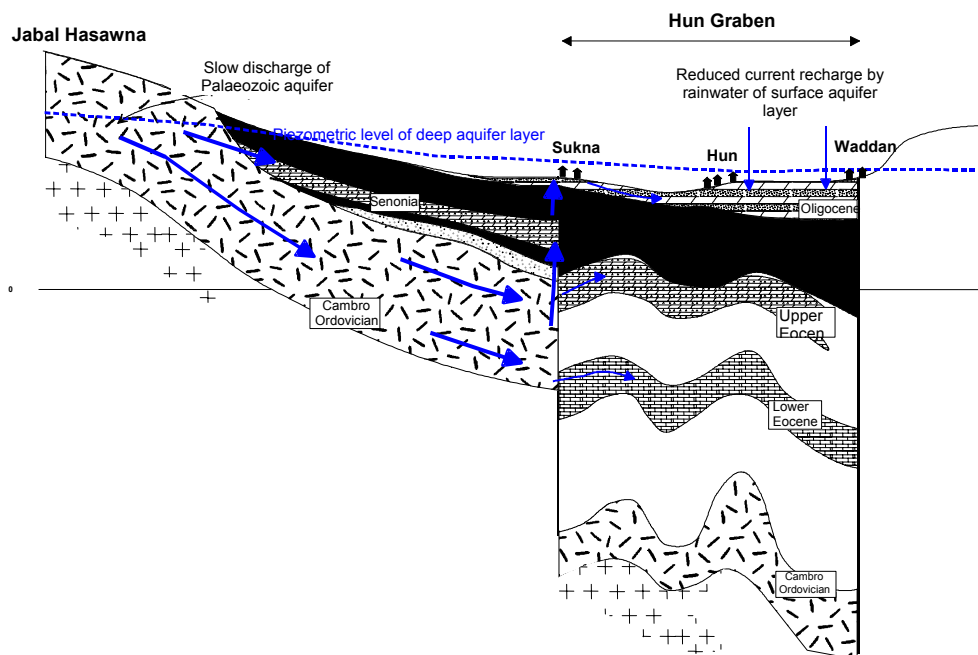 Hun Graben
Jabal Hasawna
Slow discharge of
Palaeozoic aquifer
Reduced current recharge by
rainwater of surface aquifer
layer
Piezometric level of deep aquifer layer
Sukna
Hun
Waddan
Senonia
Oligocene
0
Cambro
Ordovician
Upper
Eocen
Lower
Eocene
Cambro
Ordovician